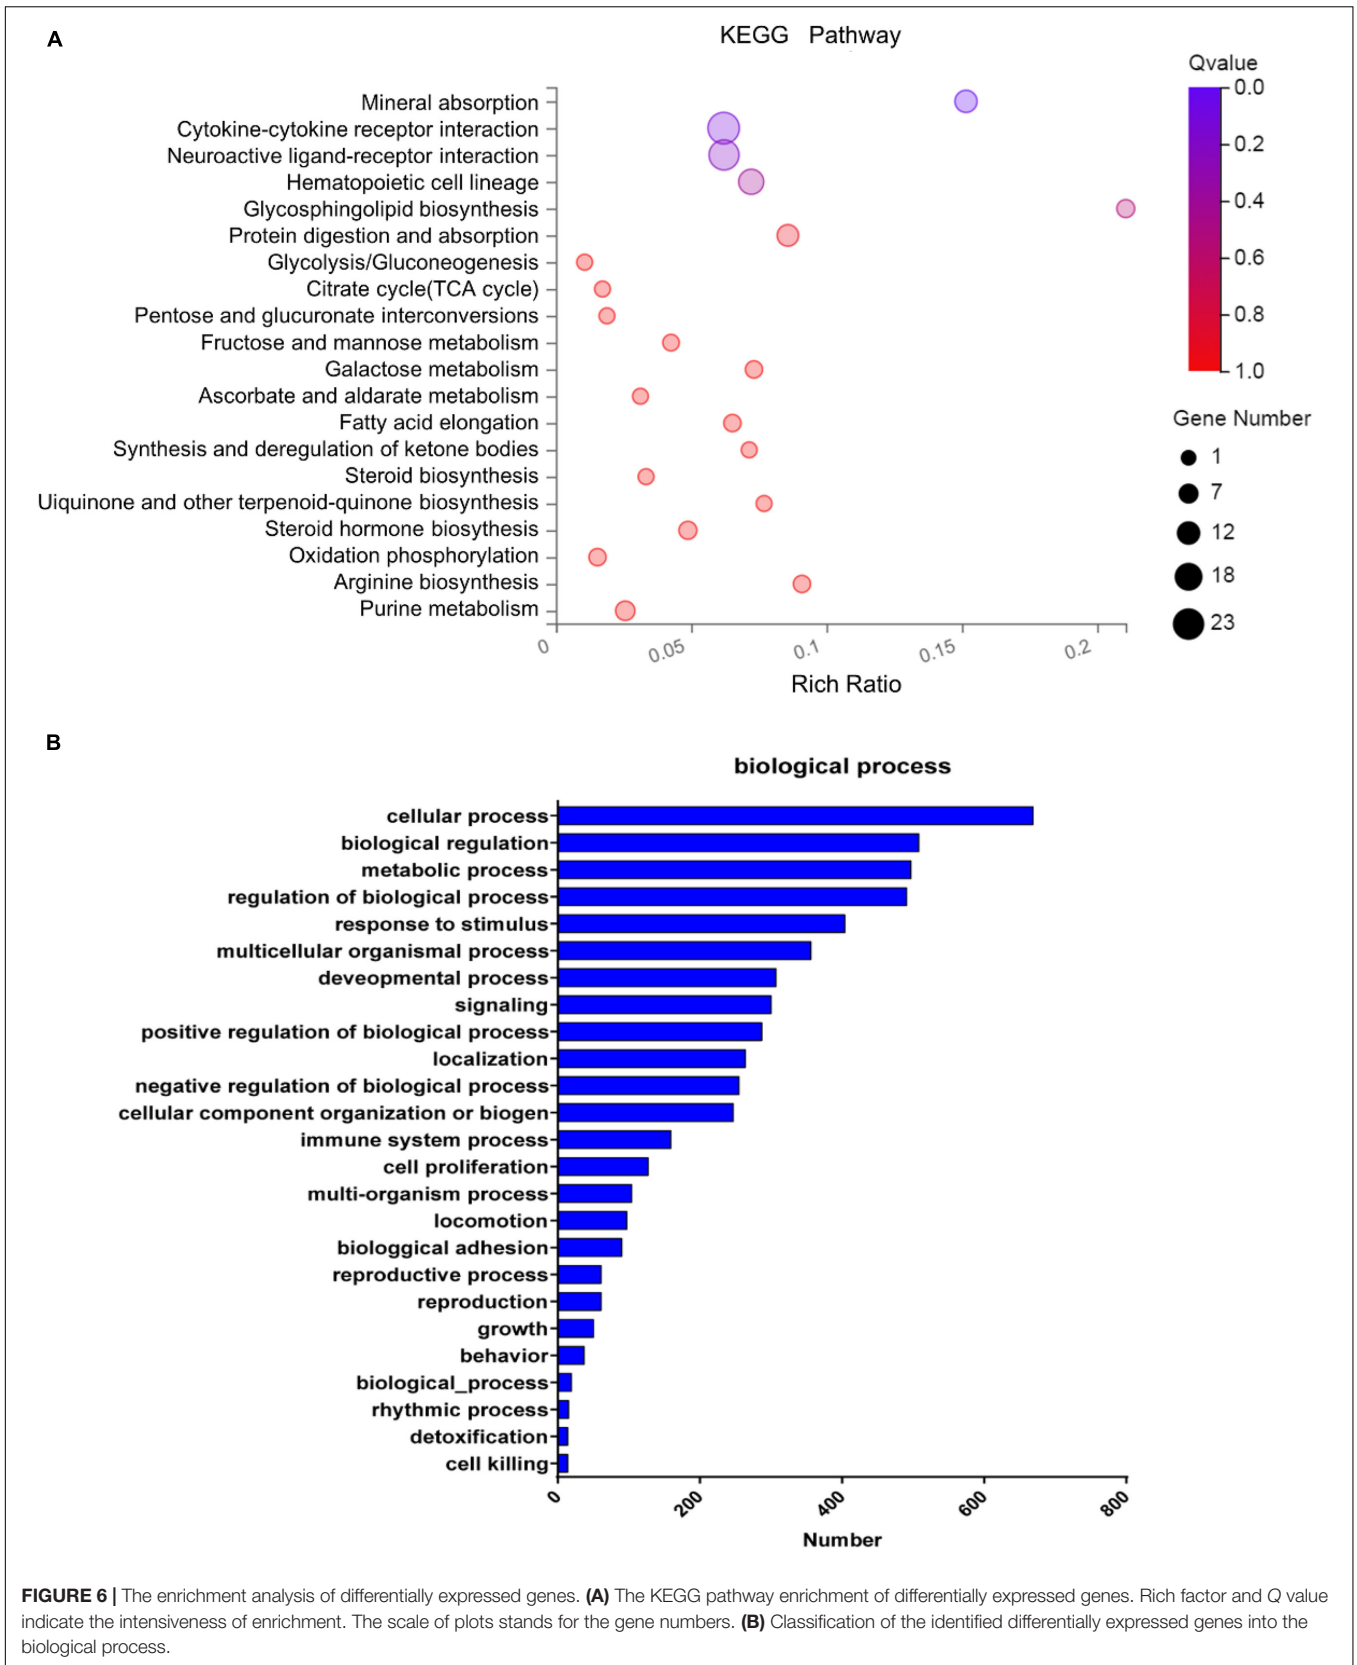 A
KEGG Pathway
Qvalue
0.0
0.2
0.4
0.6
0.8
1.0
Gene Number
1
7
12
18
23
Mineral absorption
Cytokine-cytokine receptor interaction
Neuroactive ligand-receptor interaction
Hematopoietic cell lineage
Glycosphingolipid biosynthesis
Protein digestion and absorption
Glycolysis/Gluconeogenesis
Citrate cycle(TCA cycle)
Pentose and glucuronate interconversions
Fructose and mannose metabolism
Galactose metabolism
Ascorbate and aldarate metabolism
Fatty acid elongation
Synthesis and deregulation of ketone bodies
Steroid biosynthesis
Uiquinone and other terpenoid-quinone biosynthesis
Steroid hormone biosythesis
Oxidation phosphorylation
Arginine biosynthesis
Purine metabolism
0 0.05 0.1 0.15 0.2
Rich Ratio
B
biological process
cellular process
biological regulation
metabolic process
regulation of biological process
response to stimulus
multicellular organismal process
deveopmental process
signaling
positive regulation of biological process
localization
negative regulation of biological process
cellular component organization or biogen
immune system process
cell proliferation
multi-organism process
locomotion
biologgical adhesion
reproductive process
reproduction
growth
behavior
biological_process
rhythmic process
detoxification
cell killing
0 200 400 600 800
Number
FIGURE 6 | The enrichment analysis of differentially expressed genes. (A) The KEGG pathway enrichment of differentially expressed genes. Rich factor and Q value
indicate the intensiveness of enrichment. The scale of plots stands for the gene numbers. (B) Classification of the identified differentially expressed genes into the
biological process.